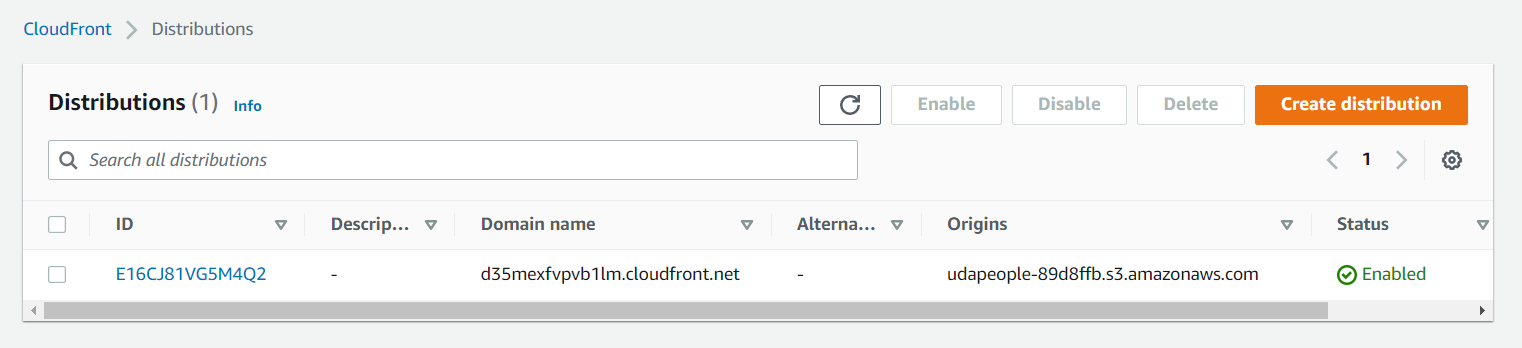 CloudFront Distributions
Distributions (1) Info Enable Disable Delete Create distribution
Search all distributions 1
ID Descrip... Domain name Alterna... Origins Status
E16CJ81VG5M4Q2 - d35mexfvpvb1lm.cloudfront.net - udapeople-89d8ffb.s3.amazonaws.com Enabled